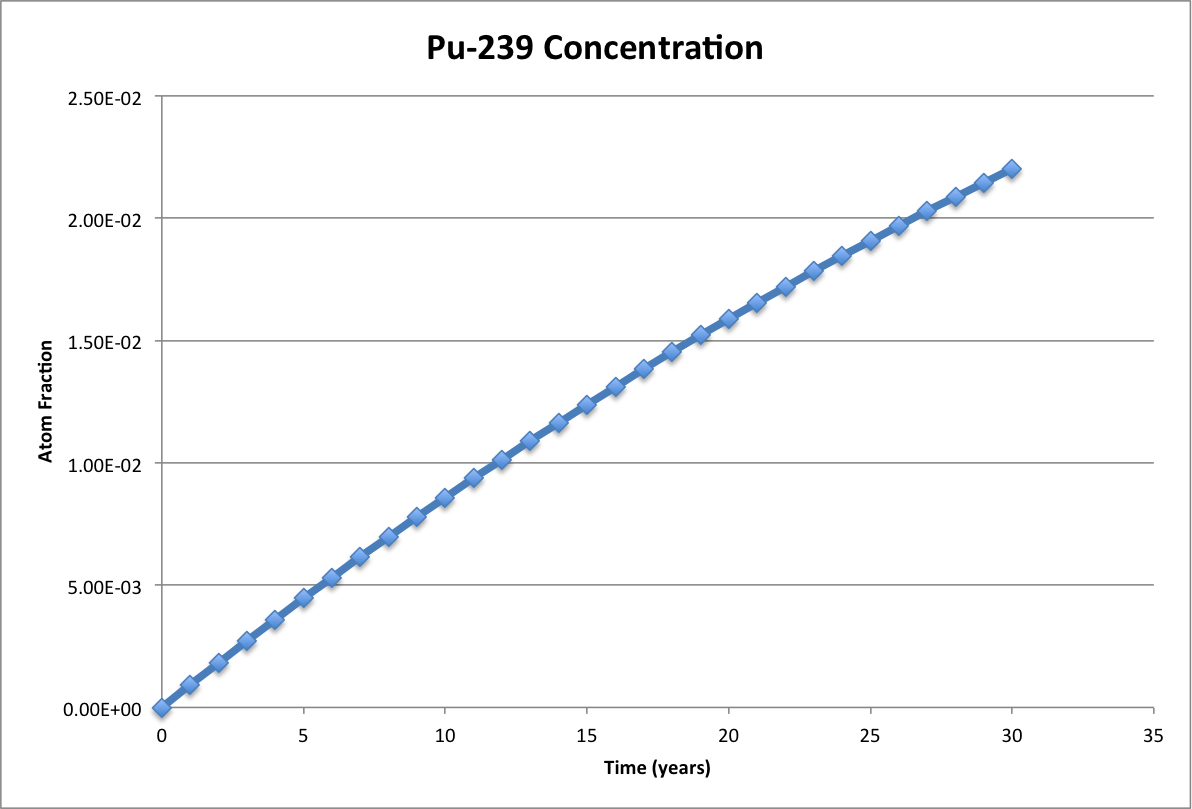 Pu-239 Concentration
2.50E-02
2.00E-02
1.50E-02
1.00E-02
5.00E-03
0.00E+00
Atom Fraction
0 5 10 15 20 25 30 35
Time (years)